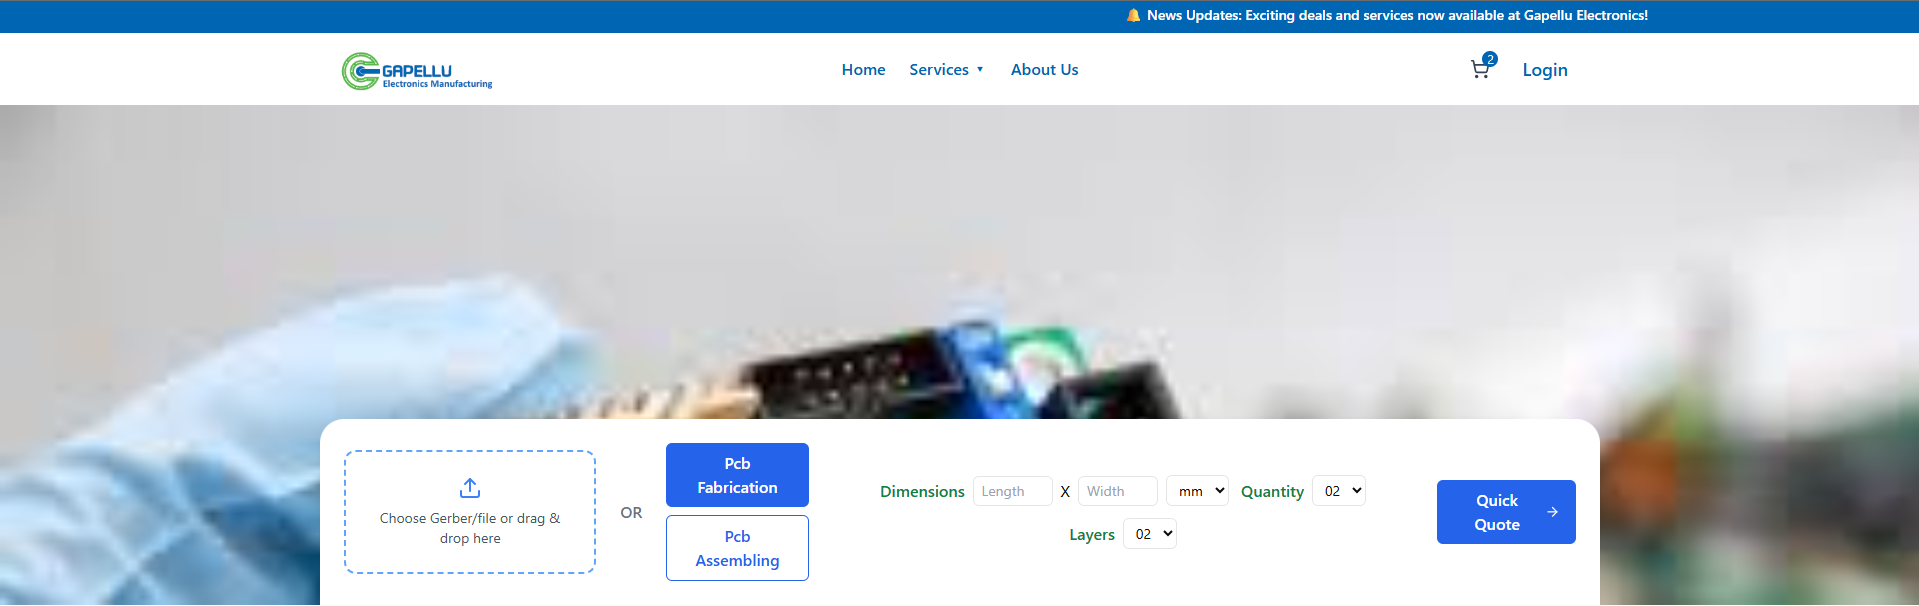 🔔 News Updates: Exciting deals and services now available at Gapellu Electronics!
GAPELLU
Electronics Manufacturing
Home Services ▼ About Us
2
Login
Choose Gerber/file or drag &
drop here
OR
Pcb
Fabrication
Pcb
Assembling
Dimensions Length X Width mm Quantity 02
Layers 02
Quick
Quote →